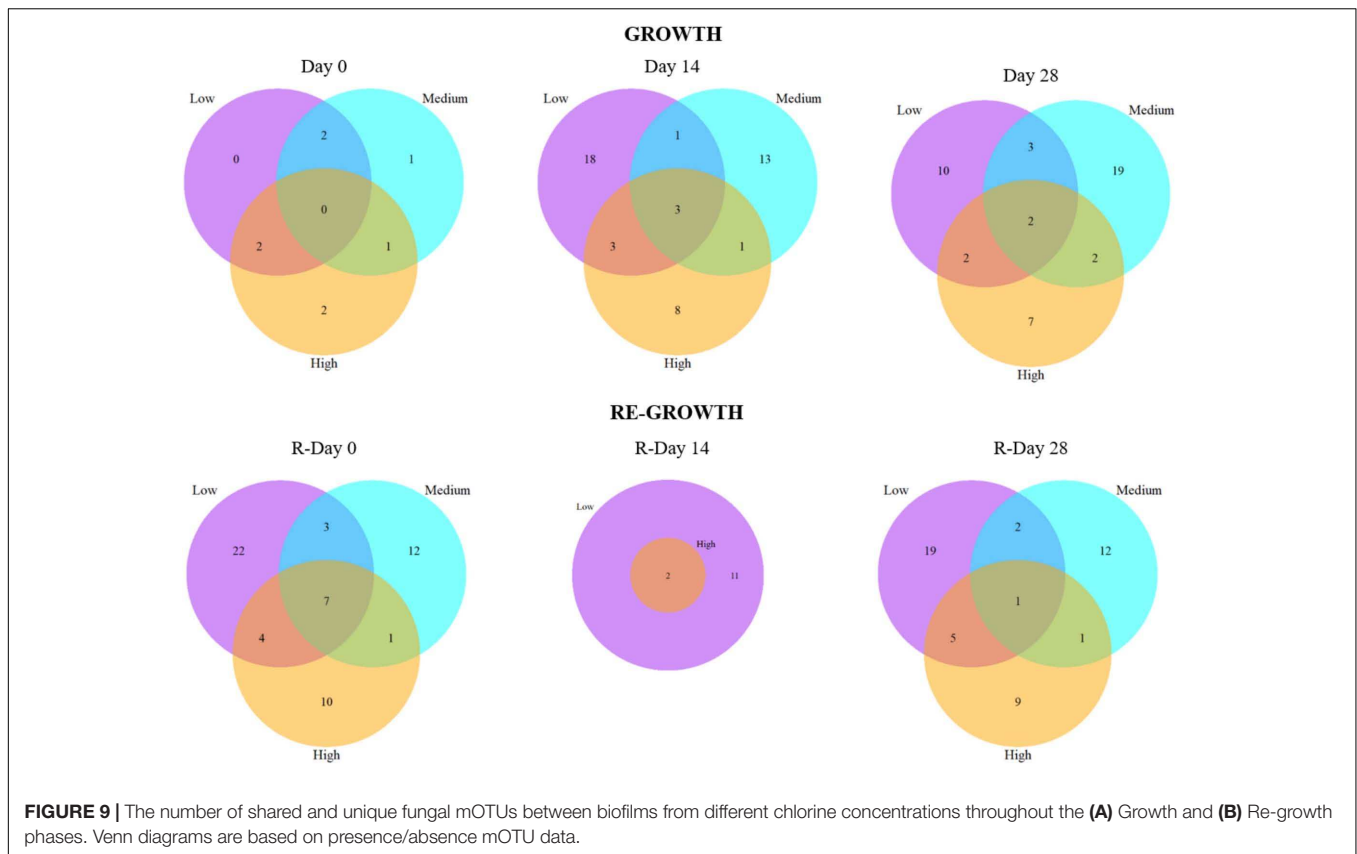 GROWTH
Day 0
Low
Medium
2
0
1
0
2
1
2
High
Day 14
Low
Medium
1
18
13
3
3
1
8
High
Day 28
Low
Medium
3
10
19
2
2
2
7
High
RE-GROWTH
R-Day 0
Low
Medium
3
22
12
7
4
1
10
High
R-Day 14
Low
High
2
11
R-Day 28
Low
Medium
2
19
12
1
5
1
9
High
FIGURE 9 | The number of shared and unique fungal mOTUs between biofilms from different chlorine concentrations throughout the (A) Growth and (B) Re-growth
phases. Venn diagrams are based on presence/absence mOTU data.